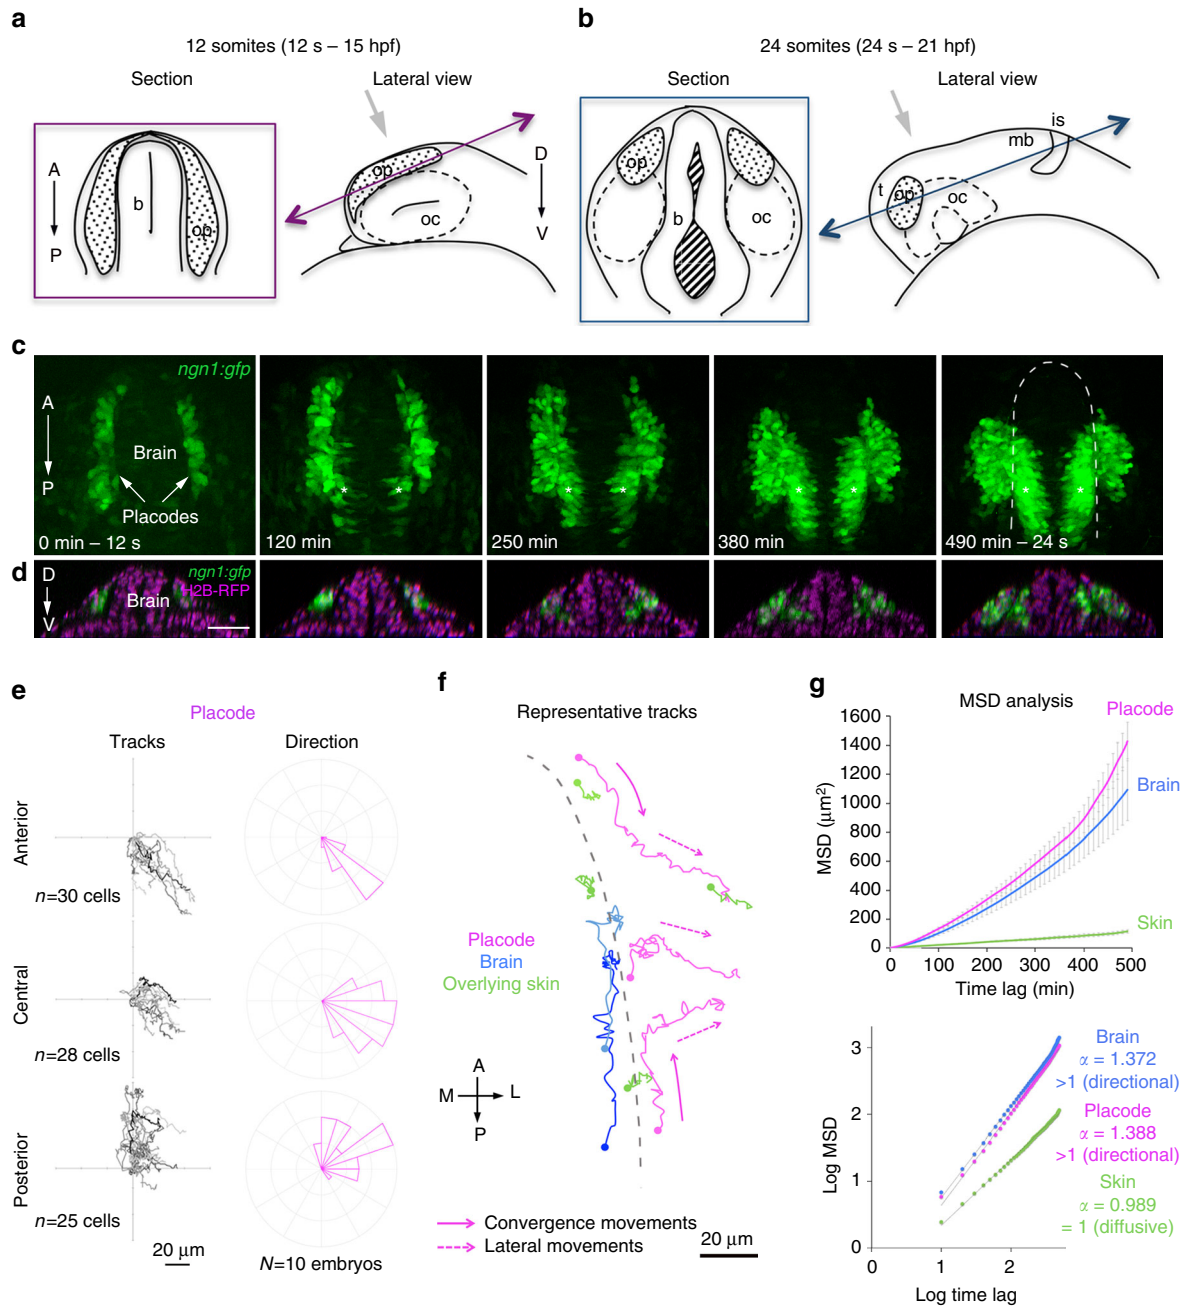 a
12 somites (12 s – 15 hpf)
Section
Lateral view
A
P
b
op
op
oc
D
V
b
24 somites (24 s – 21 hpf)
Section
Lateral view
op
b
oc
is
mb
t
op
oc
c
ngn1:gfp
A
P
Brain
Placodes
0 min – 12 s
*
*
120 min
*
*
250 min
*
*
380 min
*
*
490 min – 24 s
d
D
V
ngn1:gfp
H2B-RFP
Brain
e
Placode
Tracks
Direction
Anterior
n=30 cells
Central
n=28 cells
Posterior
n=25 cells
20 μm
N=10 embryos
f
Representative tracks
Placode
Brain
Overlying skin
A
M
L
P
Convergence movements
Lateral movements
20 μm
g
MSD analysis
1600
1400
1200
1000
800
600
400
200
0
MSD (μm²)
Placode
Brain
Skin
0 100 200 300 400 500
Time lag (min)
3
2
1
0
Log MSD
Brain
α = 1.372
>1 (directional)
Placode
α = 1.388
>1 (directional)
Skin
α = 0.989
= 1 (diffusive)
0 1 2
Log time lag